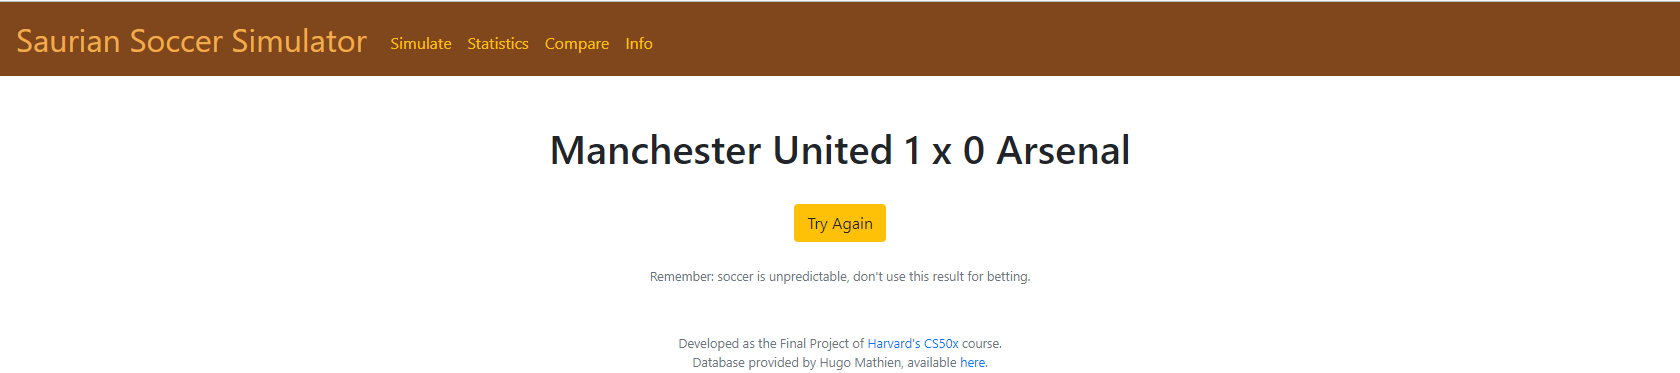 Saurian Soccer Simulator Simulate Statistics Compare Info
Manchester United 1 x 0 Arsenal
Try Again
Remember: soccer is unpredictable, don't use this result for betting.
Developed as the Final Project of Harvard's CS50x course.
Database provided by Hugo Mathien, available here.